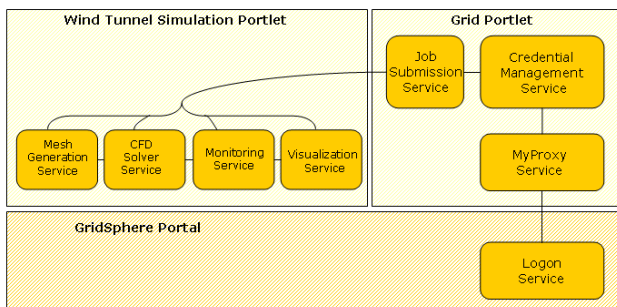 Wind Tunnel Simulation Portlet
Grid Portlet
Job
Submission
Service
Credential
Management
Service
Mesh
Generation
Service
CFD
Solver
Service
Monitoring
Service
Visualization
Service
MyProxy
Service
GridSphere Portal
Logon
Service